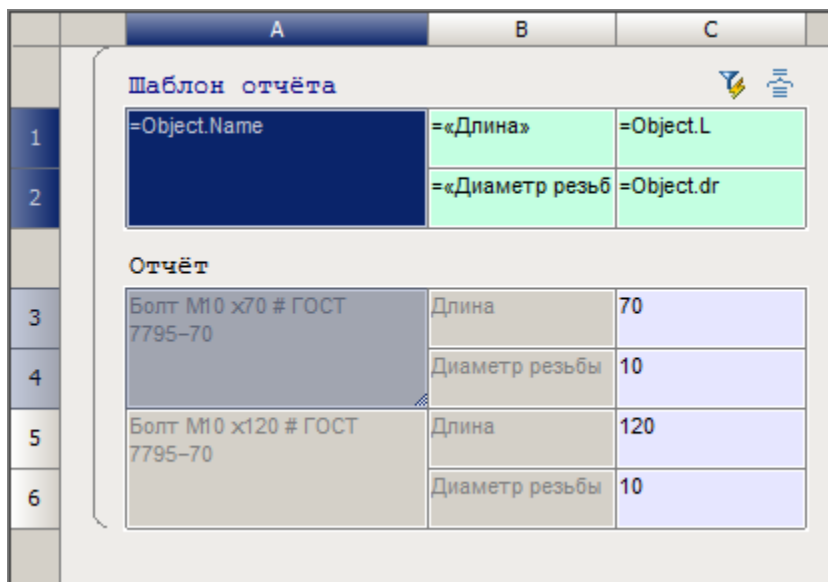 A B C
Шаблон отчёта
1 =Object.Name =«Длина» =Object.L
2 =«Диаметр резьб =Object.dr
Отчёт
3 Болт М10 х70 # ГОСТ Длина 70
7795–70
4 Диаметр резьбы 10
5 Болт М10 х120 # ГОСТ Длина 120
7795–70
6 Диаметр резьбы 10